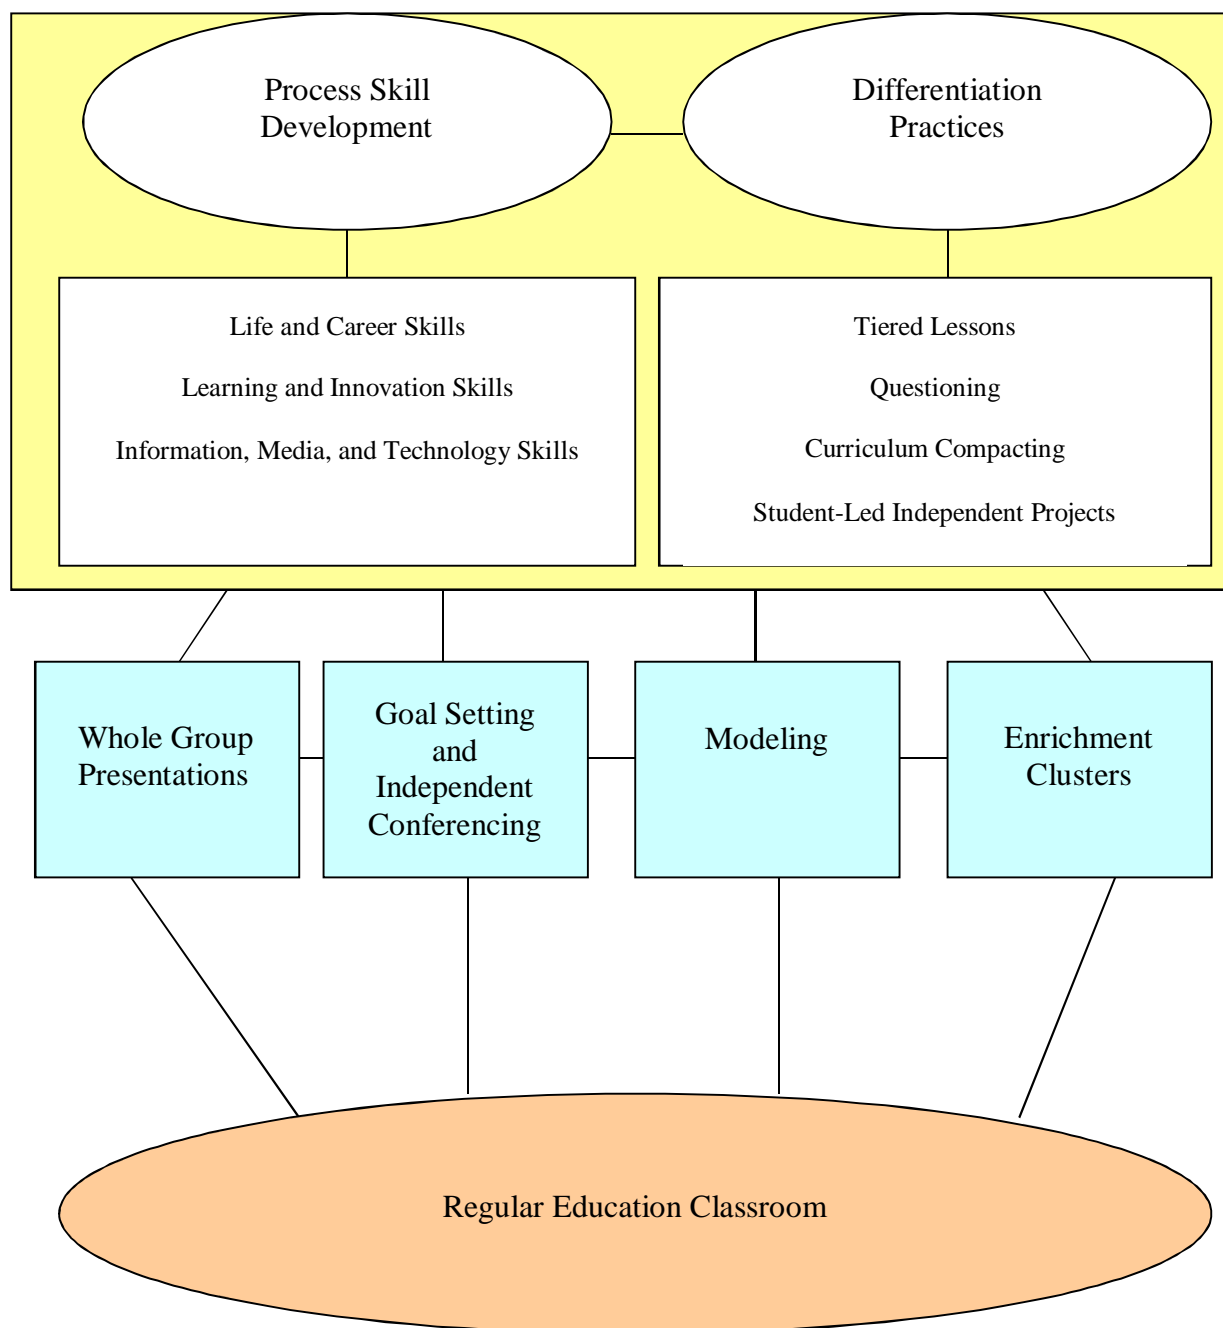 Process Skill
Development
Differentiation
Practices
Life and Career Skills
Learning and Innovation Skills
Information, Media, and Technology Skills
Tiered Lessons
Questioning
Curriculum Compacting
Student-Led Independent Projects
Whole Group
Presentations
Goal Setting
and
Independent
Conferencing
Modeling
Enrichment
Clusters
Regular Education Classroom